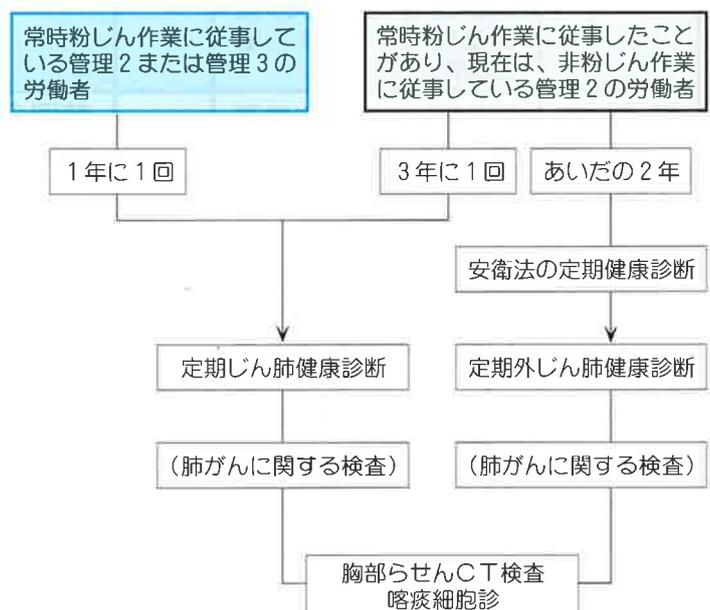 常時粉じん作業に従事して
いる管理2または管理3の
労働者
常時粉じん作業に従事したこと
があり、現在は、非粉じん作業
に従事している管理2の労働者
1年に1回
3年に1回
あいだの2年
安衛法の定期健康診断
定期じん肺健康診断
定期外じん肺健康診断
(肺がんに関する検査)
(肺がんに関する検査)
胸部らせんCT検査
喀痰細胞診